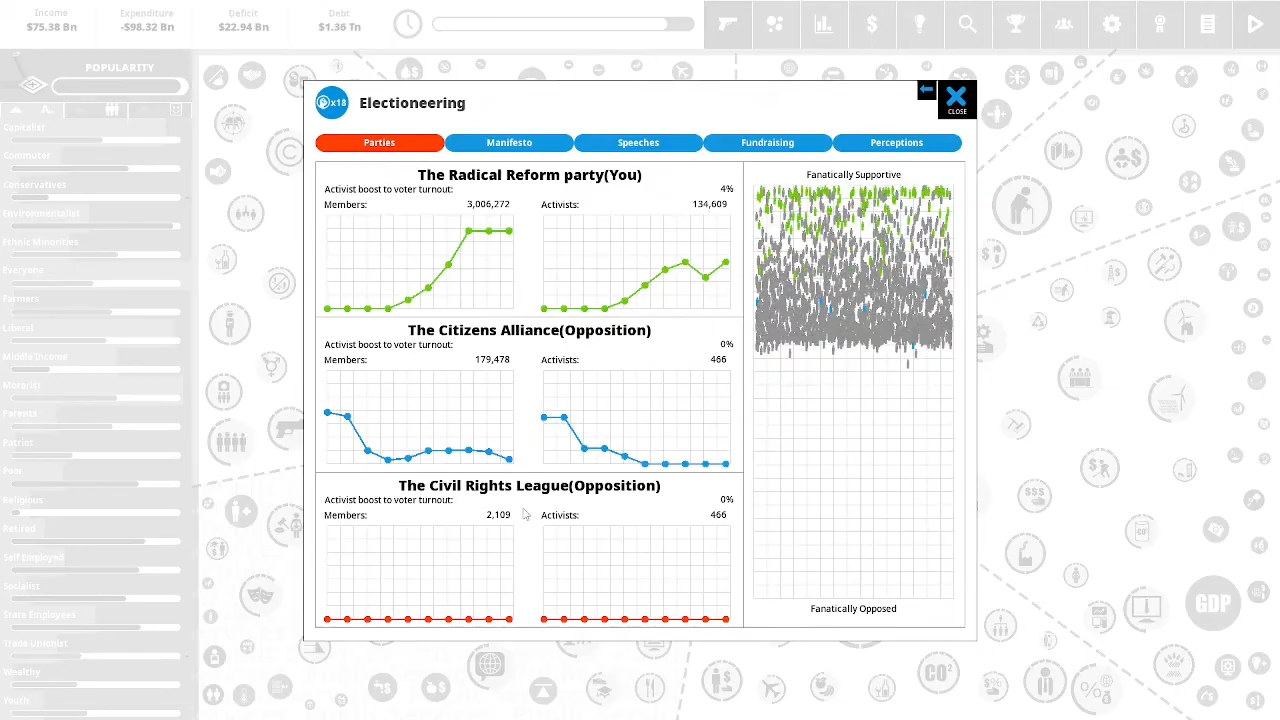 Income
Expenditure
Deficit
Debt
$75.38 Bn
-$98.32 Bn
$22.94 Bn
$1.36 Tn
POPULARITY
Capitalist
Commuter
Conservatives
Environmentalist
Ethnic Minorities
Everyone
Farmers
Liberal
Middle Income
Motorist
Parents
Patriot
Poor
Religious
Retired
Self Employed
Socialist
State Employees
Trade Unionist
Wealthy
Youth
x18
Electioneering
CLOSE
Parties
Manifesto
Speeches
Fundraising
Perceptions
The Radical Reform party(You)
Activist boost to voter turnout:
4%
Members:
3,006,272
Activists:
134,609
The Citizens Alliance(Opposition)
Activist boost to voter turnout:
0%
Members:
179,478
Activists:
466
The Civil Rights League(Opposition)
Activist boost to voter turnout:
0%
Members:
2,109
Activists:
466
Fanatically Supportive
Fanatically Opposed
GDP
CO²
CO²